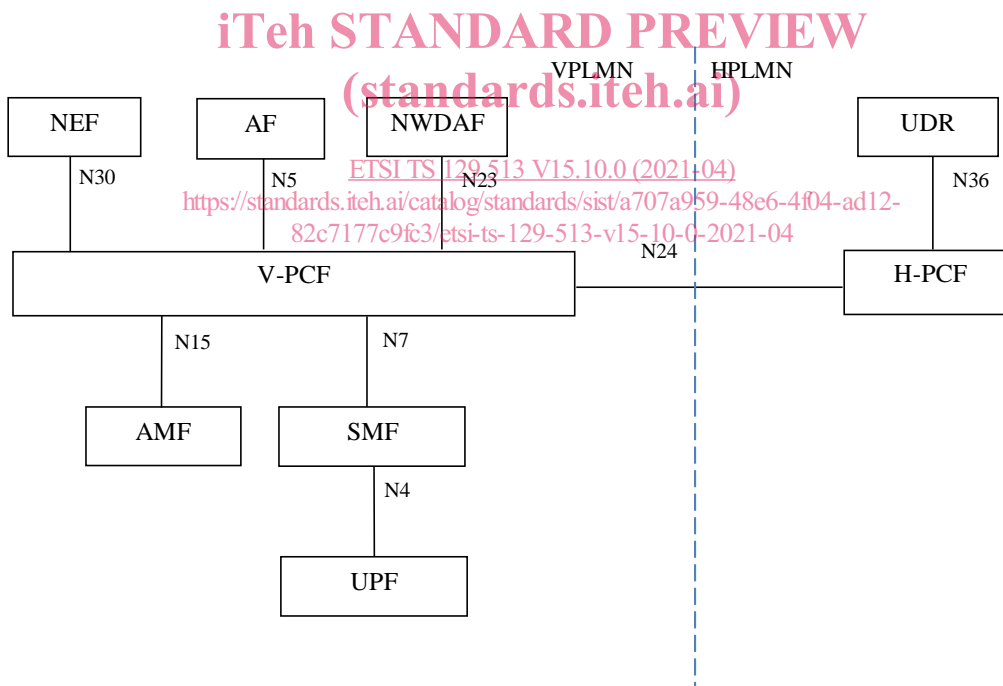 iTeh STANDARD PREVIEW
(standards.iteh.ai)
VPLMN
HPLMN
NEF
AF
NWDAF
UDR
ETSI TS 129 513 V15.10.0 (2021-04)
N30
N5
N23
N36
https://standards.iteh.ai/catalog/standards/sist/a707a959-48e6-4f04-ad12-
82c7177c9fc3/etsi-ts-129-513-v15-10-0-2021-04
N24
V-PCF
H-PCF
N15
N7
AMF
SMF
N4
UPF